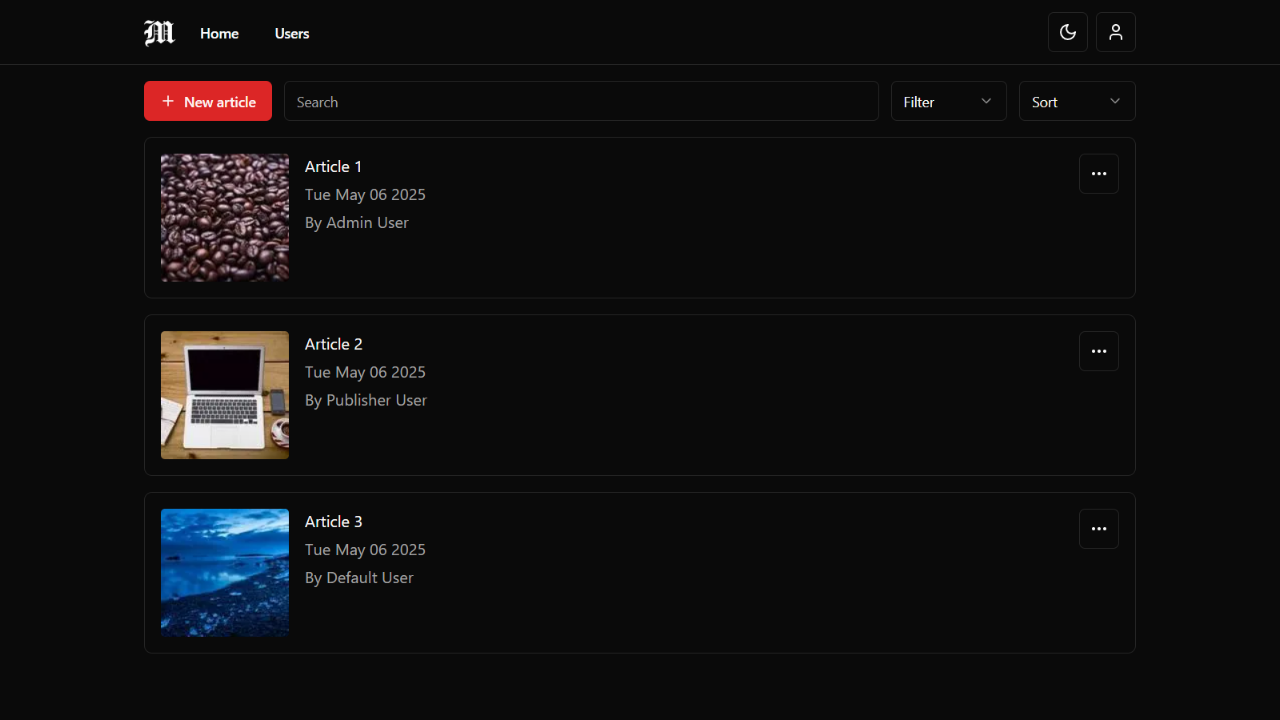 M
Home
Users
New article
Search
Filter
Sort
Article 1
Tue May 06 2025
By Admin User
Article 2
Tue May 06 2025
By Publisher User
Article 3
Tue May 06 2025
By Default User